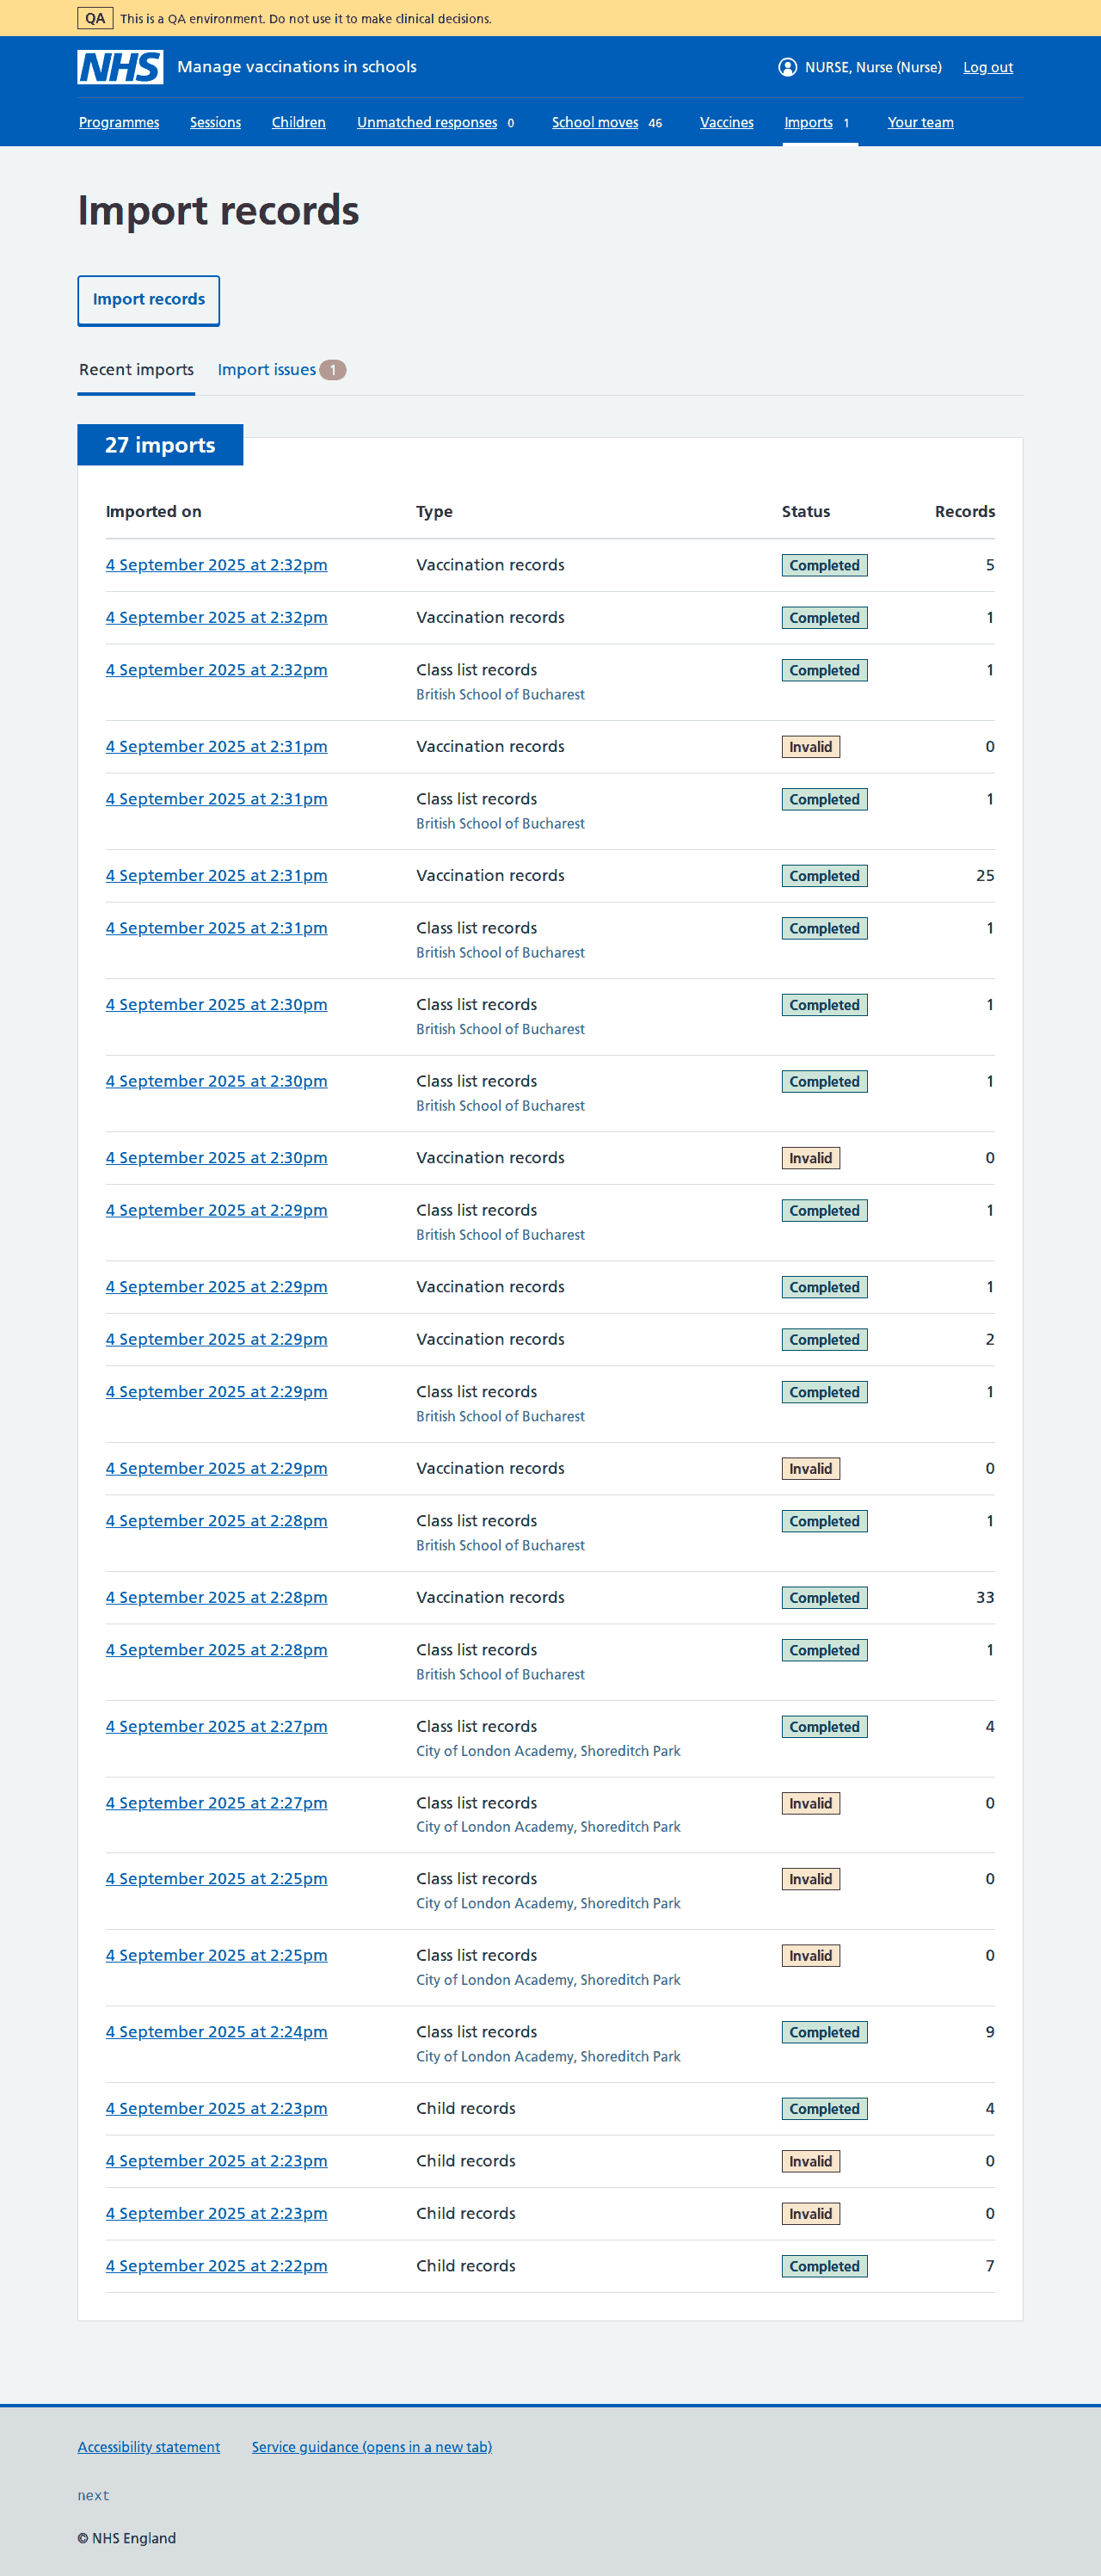 QA This is a QA environment. Do not use it to make clinical decisions.
NHS Manage vaccinations in schools NURSE, Nurse (Nurse) Log out
Programmes Sessions Children Unmatched responses 0 School moves 46 Vaccines Imports 1 Your team
Import records
Import records
Recent imports Import issues 1
27 imports
Imported on Type Status Records
4 September 2025 at 2:32pm Vaccination records Completed 5
4 September 2025 at 2:32pm Vaccination records Completed 1
4 September 2025 at 2:32pm Class list records Completed 1
British School of Bucharest
4 September 2025 at 2:31pm Vaccination records Invalid 0
4 September 2025 at 2:31pm Class list records Completed 1
British School of Bucharest
4 September 2025 at 2:31pm Vaccination records Completed 25
4 September 2025 at 2:31pm Class list records Completed 1
British School of Bucharest
4 September 2025 at 2:30pm Class list records Completed 1
British School of Bucharest
4 September 2025 at 2:30pm Class list records Completed 1
British School of Bucharest
4 September 2025 at 2:30pm Vaccination records Invalid 0
4 September 2025 at 2:29pm Class list records Completed 1
British School of Bucharest
4 September 2025 at 2:29pm Vaccination records Completed 1
4 September 2025 at 2:29pm Vaccination records Completed 2
4 September 2025 at 2:29pm Class list records Completed 1
British School of Bucharest
4 September 2025 at 2:29pm Vaccination records Invalid 0
4 September 2025 at 2:28pm Class list records Completed 1
British School of Bucharest
4 September 2025 at 2:28pm Vaccination records Completed 33
4 September 2025 at 2:28pm Class list records Completed 1
British School of Bucharest
4 September 2025 at 2:27pm Class list records Completed 4
City of London Academy, Shoreditch Park
4 September 2025 at 2:27pm Class list records Invalid 0
City of London Academy, Shoreditch Park
4 September 2025 at 2:25pm Class list records Invalid 0
City of London Academy, Shoreditch Park
4 September 2025 at 2:25pm Class list records Invalid 0
City of London Academy, Shoreditch Park
4 September 2025 at 2:24pm Class list records Completed 9
City of London Academy, Shoreditch Park
4 September 2025 at 2:23pm Child records Completed 4
4 September 2025 at 2:23pm Child records Invalid 0
4 September 2025 at 2:23pm Child records Invalid 0
4 September 2025 at 2:22pm Child records Completed 7
Accessibility statement Service guidance (opens in a new tab)
next
© NHS England